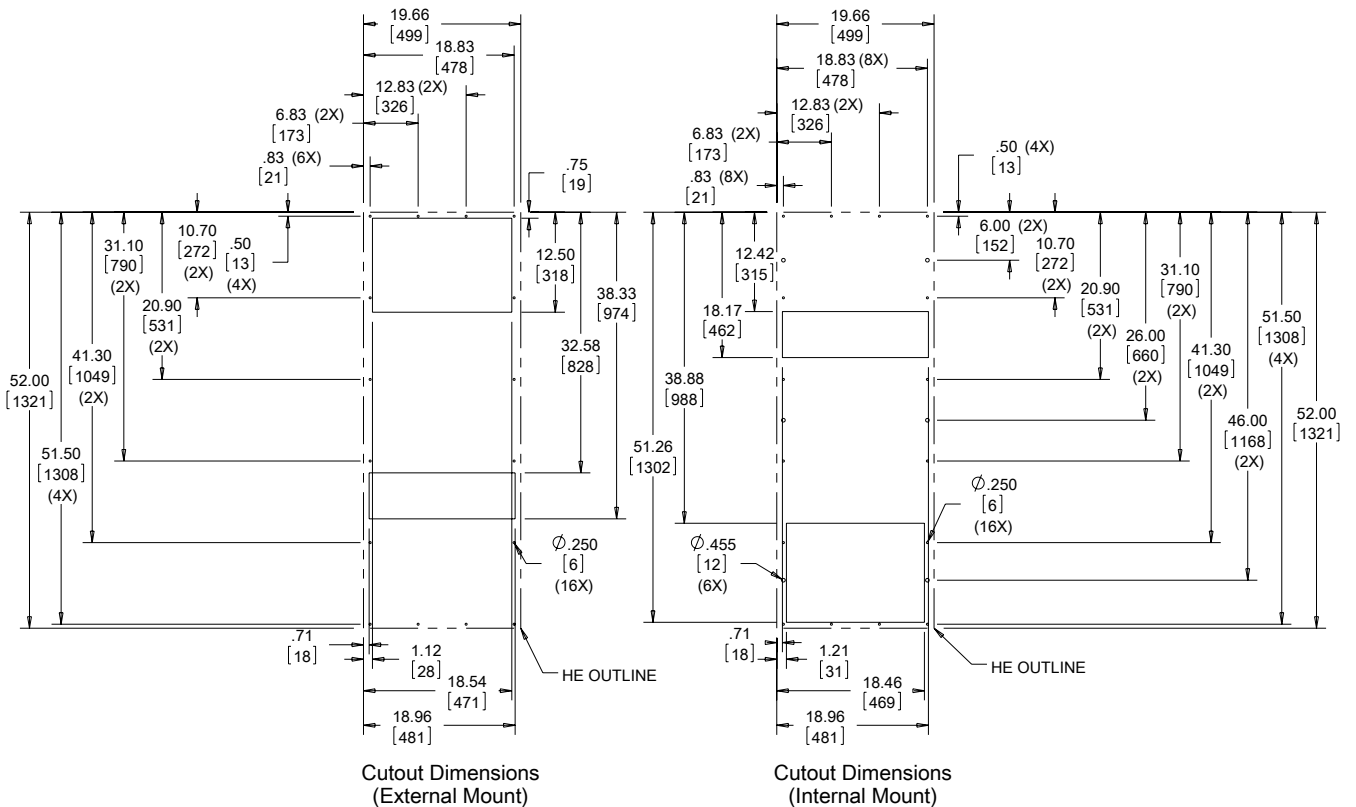 19.66
[499]
18.83
[478]
12.83 (2X)
[326]
6.83 (2X)
[173]
.83 (6X)
[21]
.75
[19]
10.70
[272]
(2X)
.50
[13]
(4X)
31.10
[790]
(2X)
20.90
[531]
(2X)
41.30
[1049]
(2X)
52.00
[1321]
51.50
[1308]
(4X)
12.50
[318]
38.33
[974]
32.58
[828]
Ø.250
[6]
(16X)
.71
[18]
1.12
[28]
HE OUTLINE
18.54
[471]
18.96
[481]
Cutout Dimensions
(External Mount)
19.66
[499]
18.83 (8X)
[478]
12.83 (2X)
[326]
6.83 (2X)
[173]
.83 (8X)
[21]
.50 (4X)
[13]
6.00 (2X)
[152]
10.70
[272]
(2X)
12.42
[315]
18.17
[462]
31.10
[790]
(2X)
20.90
[531]
(2X)
51.50
[1308]
(4X)
26.00
[660]
(2X)
41.30
[1049]
(2X)
38.88
[988]
46.00
[1168]
(2X)
52.00
[1321]
51.26
[1302]
Ø.250
[6]
(16X)
Ø.455
[12]
(6X)
.71
[18]
1.21
[31]
HE OUTLINE
18.46
[469]
18.96
[481]
Cutout Dimensions
(Internal Mount)